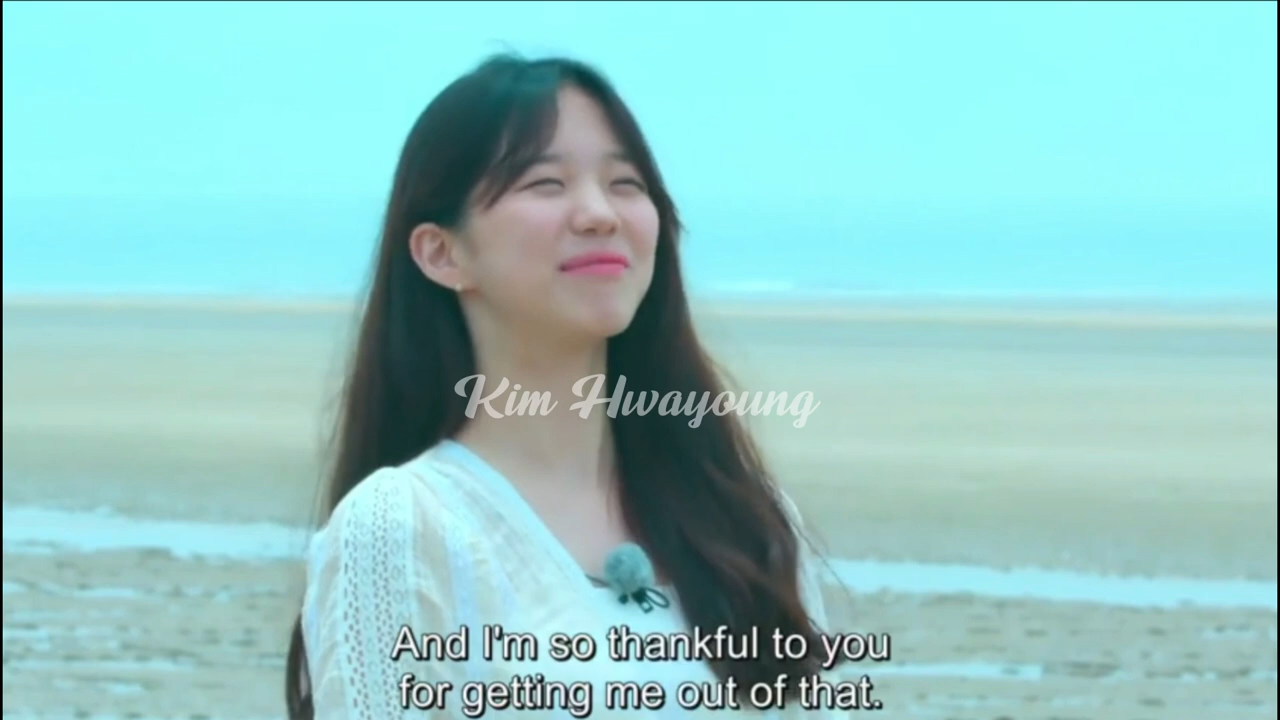 Kim Hwayoung
And I'm so thankful to you
for getting me out of that.